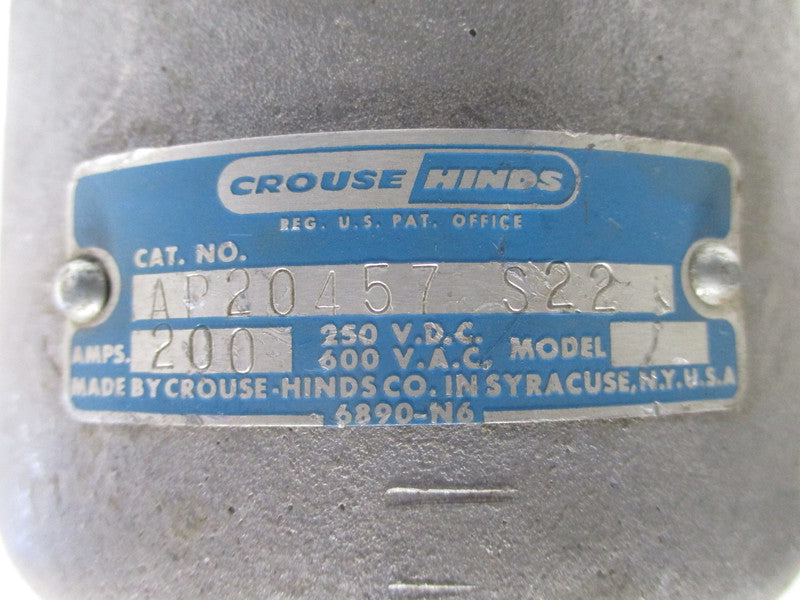 CROUSE HINDS
REG. U.S. PAT. OFFICE
CAT. NO.
AP20457 S22
AMPS. 200 250 V.D.C. 600 V.A.C. MODEL 1
MADE BY CROUSE-HINDS CO. IN SYRACUSE, N.Y. U.S.A
6890-N6